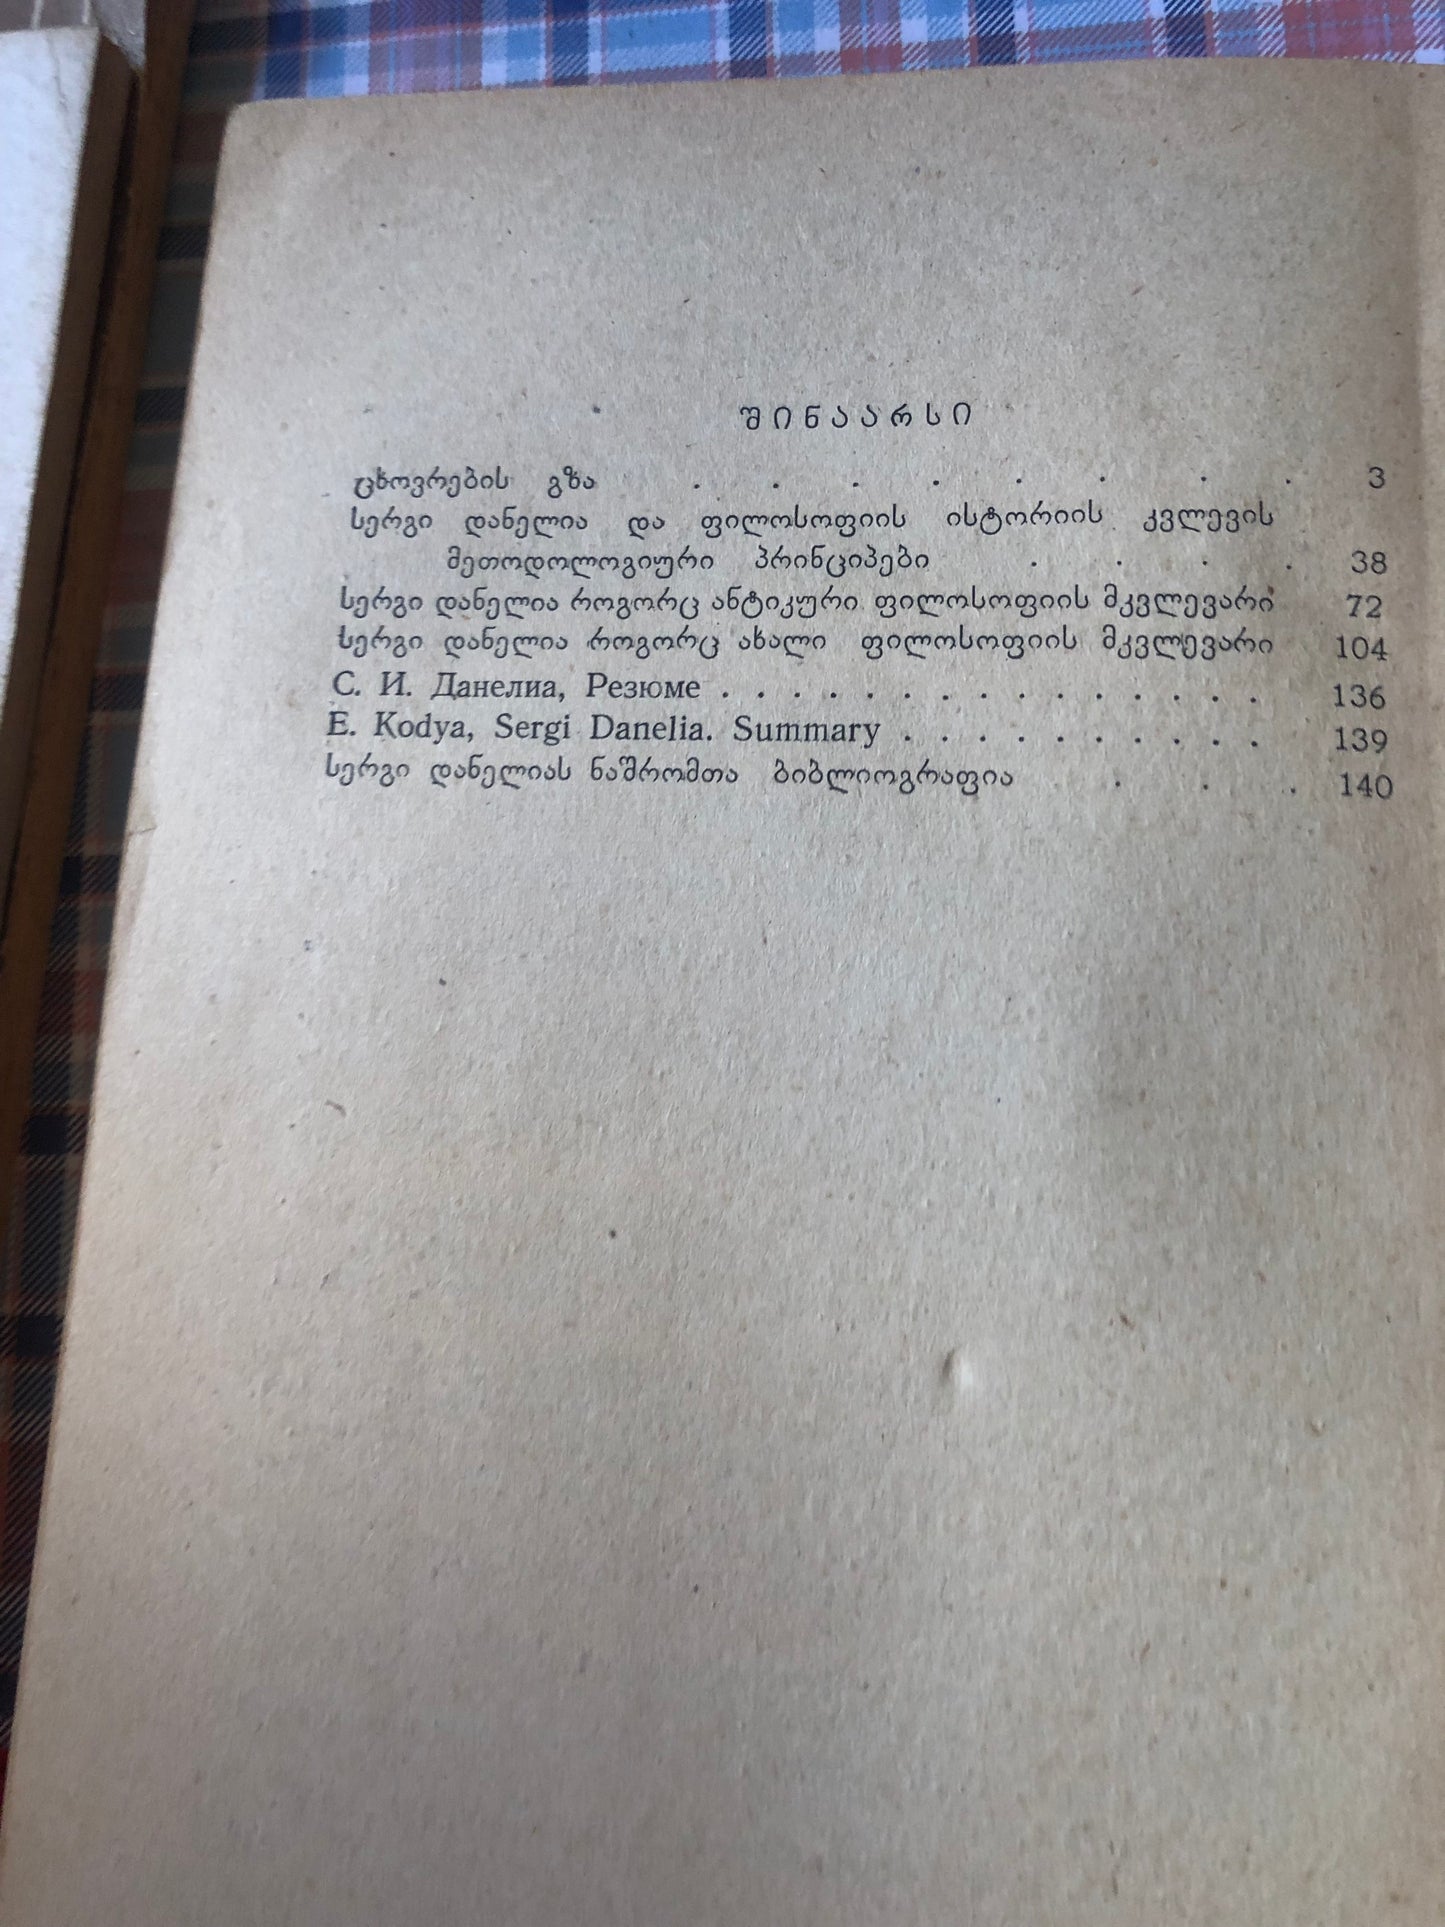 შინაარსი
ცხოვრების გზა . . . . . . . . 3
სერგი დანელია და ფილოსოფიის ისტორიის კვლევის
მეთოდოლოგიური პრინციპები . . . . 38
სერგი დანელია როგორც ანტიკური ფილოსოფიის მკვლევარი 72
სერგი დანელია როგორც ახალი ფილოსოფიის მკვლევარი 104
С. И. Данелиа, Резюме . . . . . . . . . . . . . . . . 136
E. Kodya, Sergi Danelia. Summary . . . . . . . . . . 139
სერგი დანელიას ნაშრომთა ბიბლიოგრაფია . . . 140